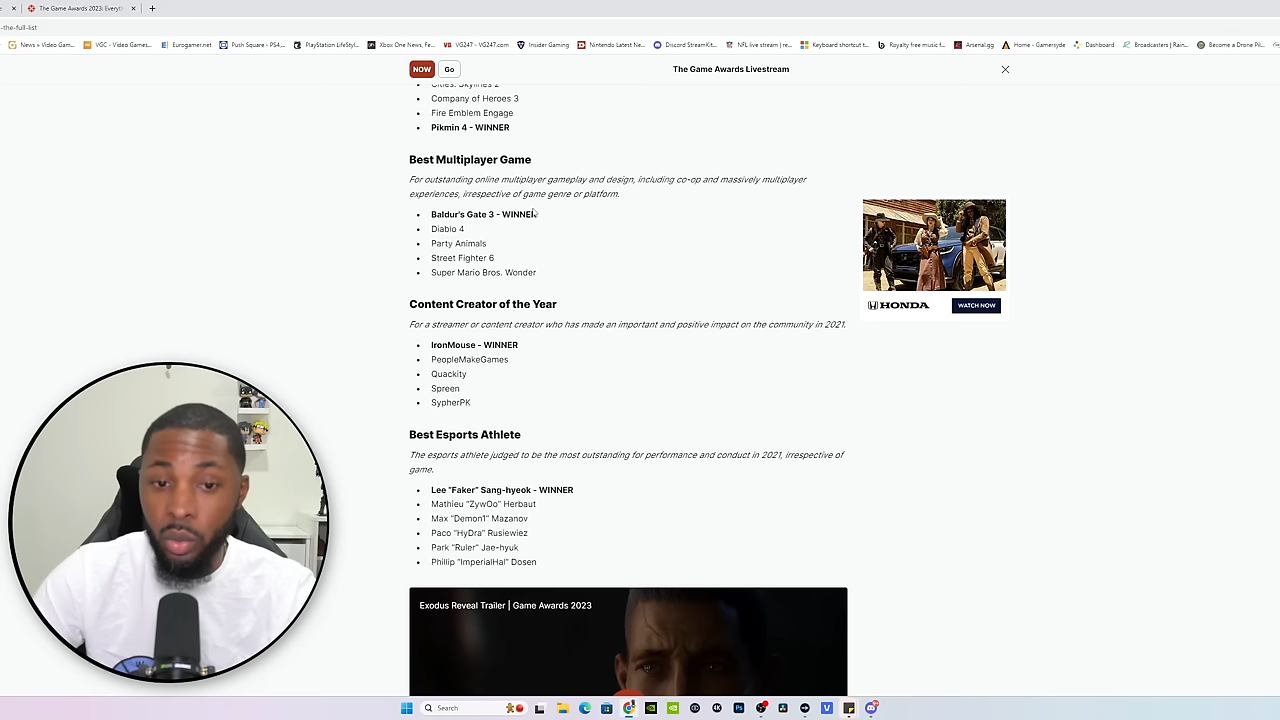 The Game Awards 2023: Everyth
-the-full-list
News » Video Gam...
VGC - Video Games...
Eurogamer.net
Push Square - PS4,...
PlayStation LifeStyl...
Xbox One News, Fe...
VG247 - VG247.com
Insider Gaming
Nintendo Latest Ne...
Discord StreamKit...
NFL live stream | re...
Keyboard shortcut t...
Royalty free music f...
Arsenal.gg
Home - Gamersyde
Dashboard
Broadcasters | Rain...
Become a Drone Pil...
NOW
Go
The Game Awards Livestream
Cities: Skylines 2
Company of Heroes 3
Fire Emblem Engage
Pikmin 4 - WINNER
Best Multiplayer Game
For outstanding online multiplayer gameplay and design, including co-op and massively multiplayer
experiences, irrespective of game genre or platform.
Baldur's Gate 3 - WINNER
Diablo 4
Party Animals
Street Fighter 6
Super Mario Bros. Wonder
HONDA
WATCH NOW
Content Creator of the Year
For a streamer or content creator who has made an important and positive impact on the community in 2021.
IronMouse - WINNER
PeopleMakeGames
Quackity
Spreen
SypherPK
Best Esports Athlete
The esports athlete judged to be the most outstanding for performance and conduct in 2021, irrespective of
game.
Lee "Faker" Sang-hyeok - WINNER
Mathieu "ZywOo" Herbaut
Max "Demon1" Mazanov
Paco "HyDra" Rusiewiez
Park "Ruler" Jae-hyuk
Phillip "ImperialHal" Dosen
Exodus Reveal Trailer | Game Awards 2023
Search